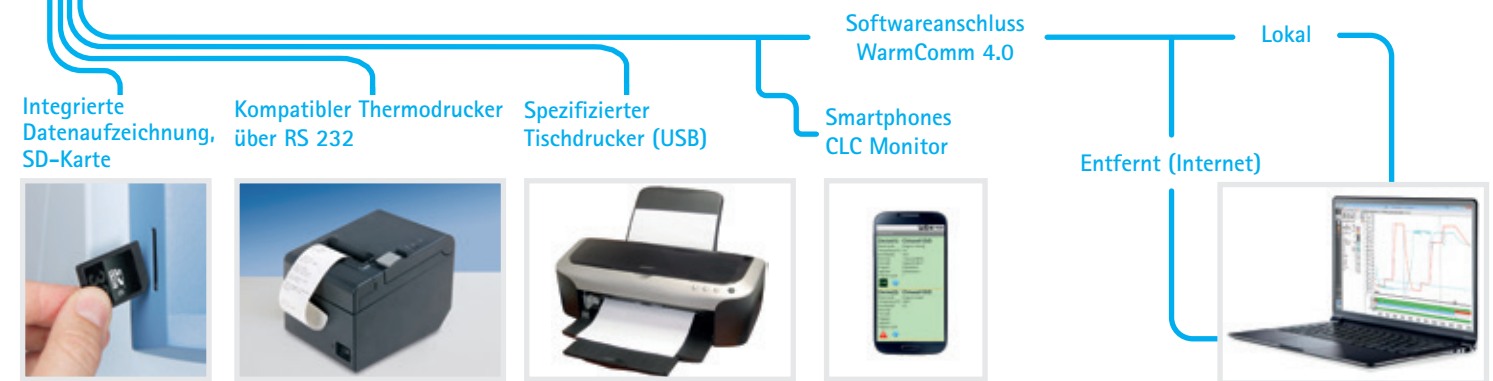 Softwareanschluss
WarmComm 4.0
Lokal
Integrierte
Datenaufzeichnung,
SD-Karte
Kompatibler Thermodrucker
über RS 232
Spezifizierter
Tischdrucker (USB)
Smartphones
CLC Monitor
Entfernt (Internet)